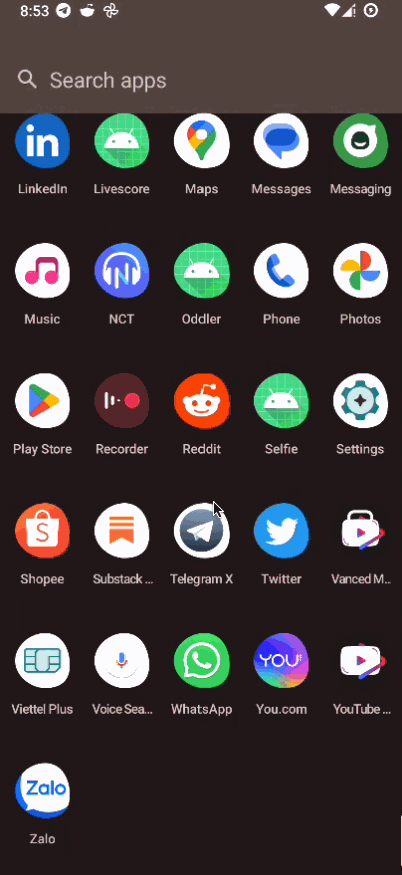 8:53
Search apps
in
LinkedIn
Livescore
Maps
Messages
Messaging
N
Music
NCT
Oddler
Phone
Photos
Play Store
Recorder
Reddit
Selfie
Settings
S
Shopee
Substack ...
Telegram X
Twitter
Vanced M..
YOU
Viettel Plus
Voice Sea...
WhatsApp
You.com
YouTube ...
Zalo
Zalo